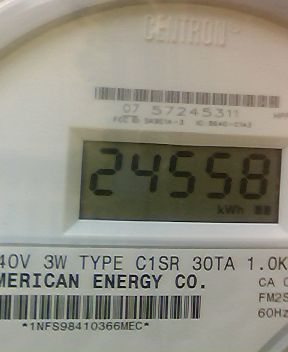 CENTRON
07 57245311
24558
kWh
40V 3W TYPE C1SR 30TA 1.0K
MERICAN ENERGY CO.
CA 0
FM2S
60Hz
*1NFS98410366MEC*